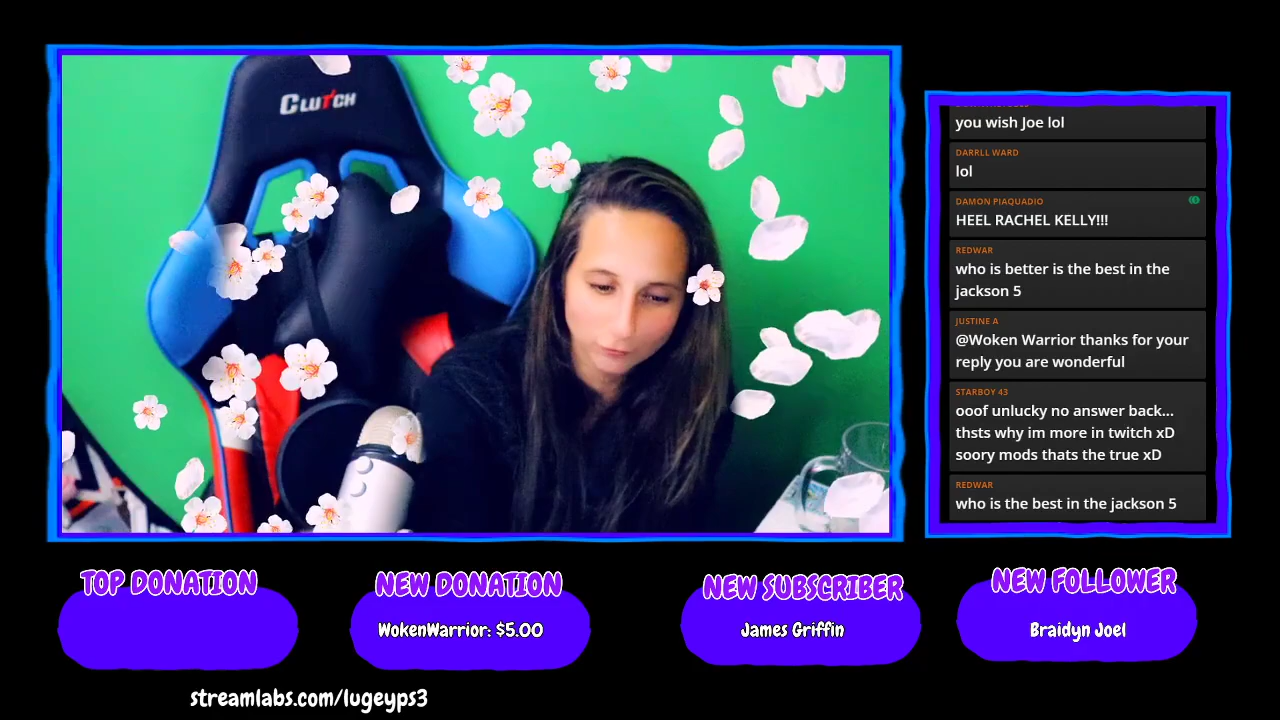 CLUTCH
you wish Joe lol
DARRLL WARD
lol
DAMON PIAQUADIO
HEEL RACHEL KELLY!!!
REDWAR
who is better is the best in the
jackson 5
JUSTINE A
@Woken Warrior thanks for your
reply you are wonderful
STARBOY 43
ooof unlucky no answer back...
thsts why im more in twitch xD
soory mods thats the true xD
REDWAR
who is the best in the jackson 5
TOP DONATION
NEW DONATION
WokenWarrior: $5.00
NEW SUBSCRIBER
James Griffin
NEW FOLLOWER
Braidyn Joel
streamlabs.com/lugeyps3